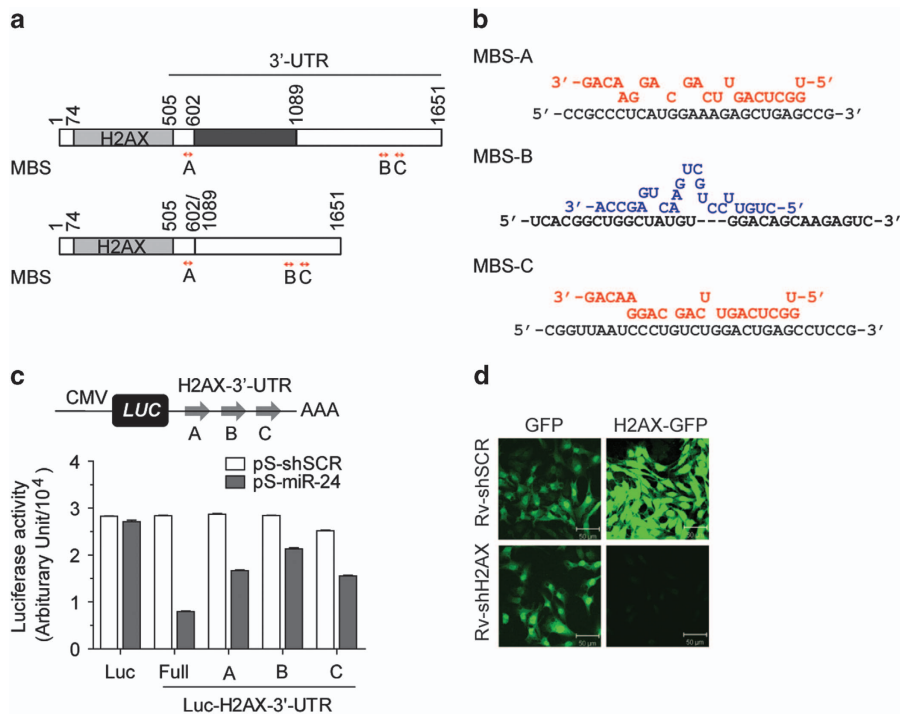 a
3'-UTR
1 74 505 602 1089 1651
H2AX
MBS A B C
1 74 505 602/ 1089 1651
H2AX
MBS A B C
b
MBS-A
3'-GACA GA GA U U-5'
AG C CU GACUCGG
5'-CCGCCCUCAUGGAAAGAGCUGAGCCG-3'
MBS-B
UC
GU G G U
3'-ACCGA CA A U CC UGUC-5'
5'-UCACGGCUGGCUAUGU---GGACAGCAAGAGUC-3'
MBS-C
3'-GACAA U U-5'
GGAC GAC UGACUCGG
5'-CGGUUAAUCCCUGUCUGGACUGAGCCUCCG-3'
c
H2AX-3'-UTR
CMV LUC AAA
A B C
pS-shSCR
pS-miR-24
Luciferase activity
(Arbiturary Unit/10⁴)
4
3
2
1
0
Luc Full A B C
Luc-H2AX-3'-UTR
d
GFP H2AX-GFP
Rv-shSCR
50 µm
Rv-shH2AX
50 µm 50 µm